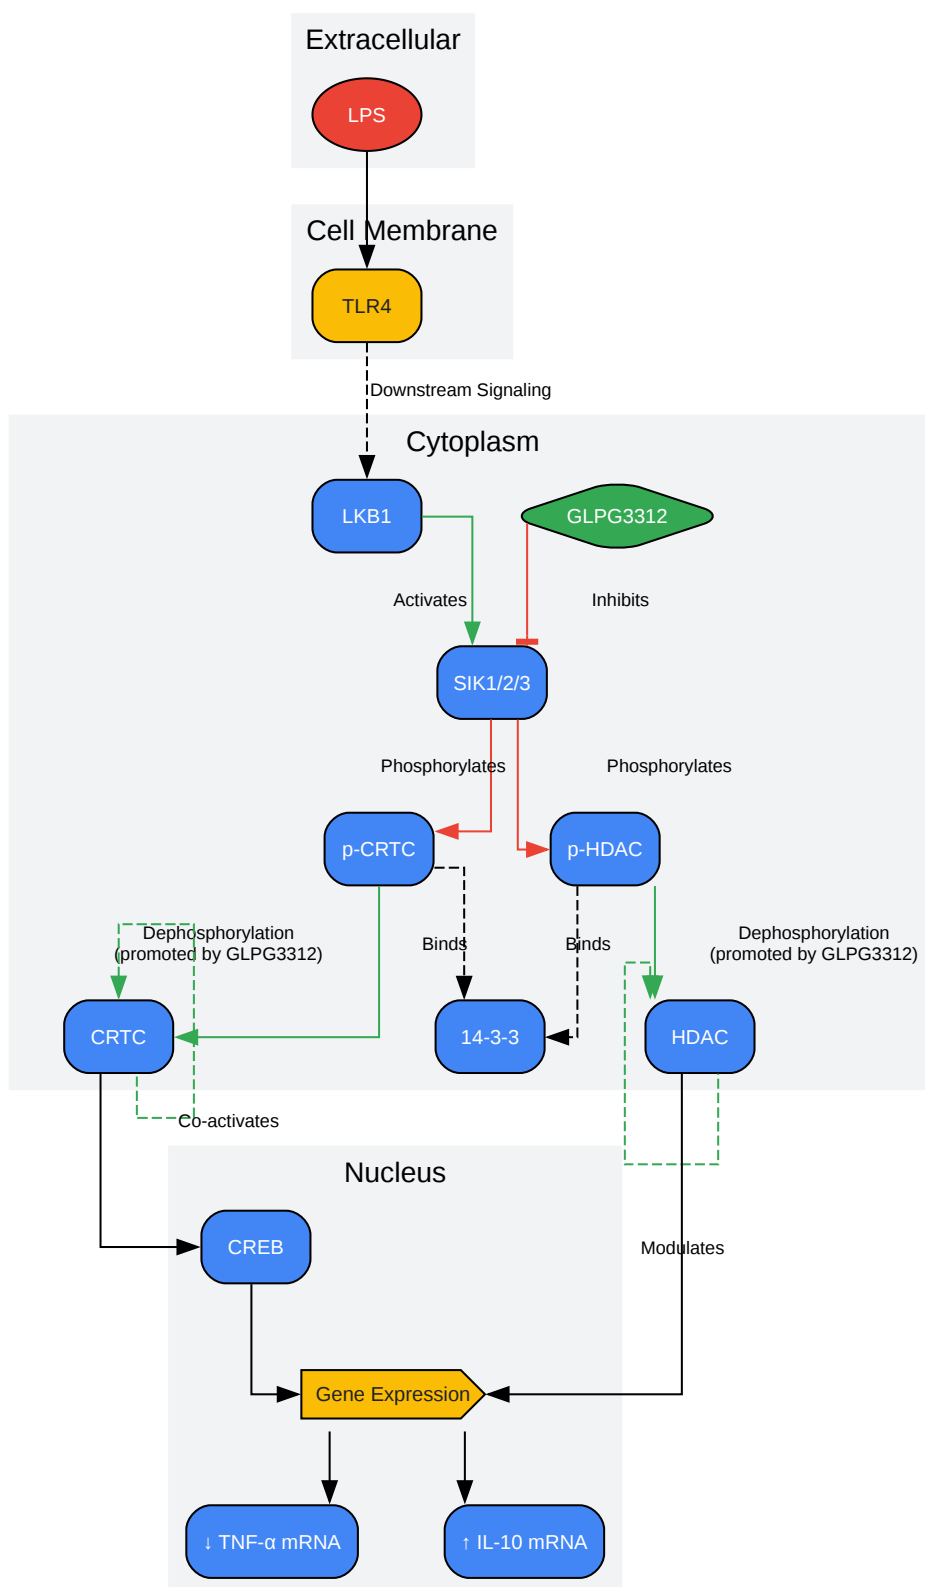 Extracellular
LPS
Cell Membrane
TLR4
Downstream Signaling
Cytoplasm
LKB1
GLPG3312
Activates
Inhibits
SIK1/2/3
Phosphorylates
Phosphorylates
p-CRTC
p-HDAC
Dephosphorylation
(promoted by GLPG3312)
Binds
Binds
Dephosphorylation
(promoted by GLPG3312)
CRTC
14-3-3
HDAC
Co-activates
Nucleus
CREB
Modulates
Gene Expression
↓ TNF-α mRNA
↑ IL-10 mRNA